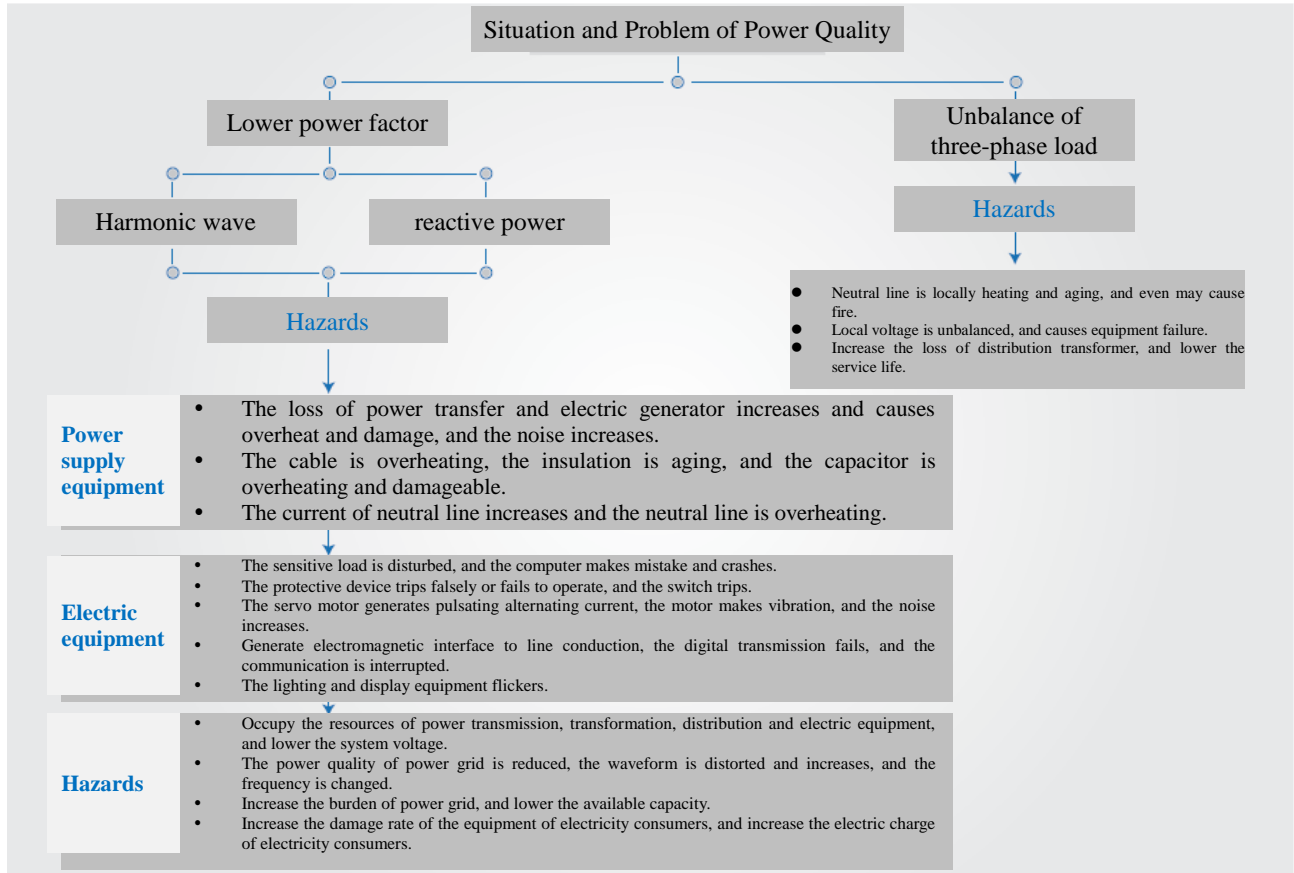 Situation and Problem of Power Quality
Lower power factor
Unbalance of
three-phase load
Harmonic wave
reactive power
Hazards
Hazards
● Neutral line is locally heating and aging, and even may cause
fire.
● Local voltage is unbalanced, and causes equipment failure.
● Increase the loss of distribution transformer, and lower the
service life.
Power
supply
equipment
• The loss of power transfer and electric generator increases and causes
overheat and damage, and the noise increases.
• The cable is overheating, the insulation is aging, and the capacitor is
overheating and damageable.
• The current of neutral line increases and the neutral line is overheating.
Electric
equipment
• The sensitive load is disturbed, and the computer makes mistake and crashes.
• The protective device trips falsely or fails to operate, and the switch trips.
• The servo motor generates pulsating alternating current, the motor makes vibration, and the noise
increases.
• Generate electromagnetic interface to line conduction, the digital transmission fails, and the
communication is interrupted.
• The lighting and display equipment flickers.
Hazards
• Occupy the resources of power transmission, transformation, distribution and electric equipment,
and lower the system voltage.
• The power quality of power grid is reduced, the waveform is distorted and increases, and the
frequency is changed.
• Increase the burden of power grid, and lower the available capacity.
• Increase the damage rate of the equipment of electricity consumers, and increase the electric charge
of electricity consumers.